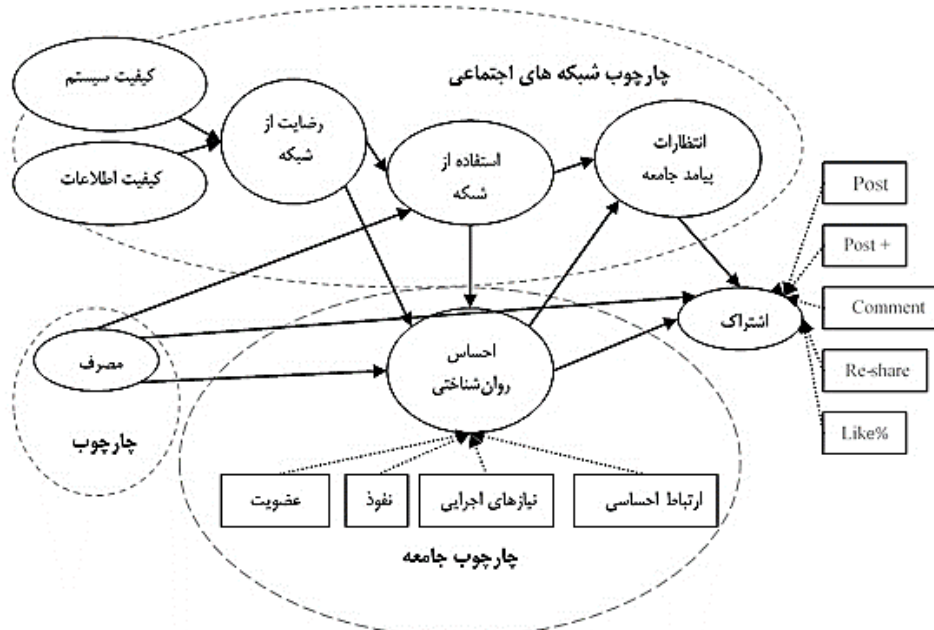 چارچوب شبکه های اجتماعی
کیفیت سیستم
رضایت از
شبکه
کیفیت اطلاعات
استفاده از
شبکه
انتظارات
پیامد جامعه
Post
Post +
Comment
Re-share
Like%
اشتراک
مصرف
چارچوب
احساس
روان‌شناختی
عضویت
نفوذ
نیازهای اجرایی
ارتباط احساسی
چارچوب جامعه